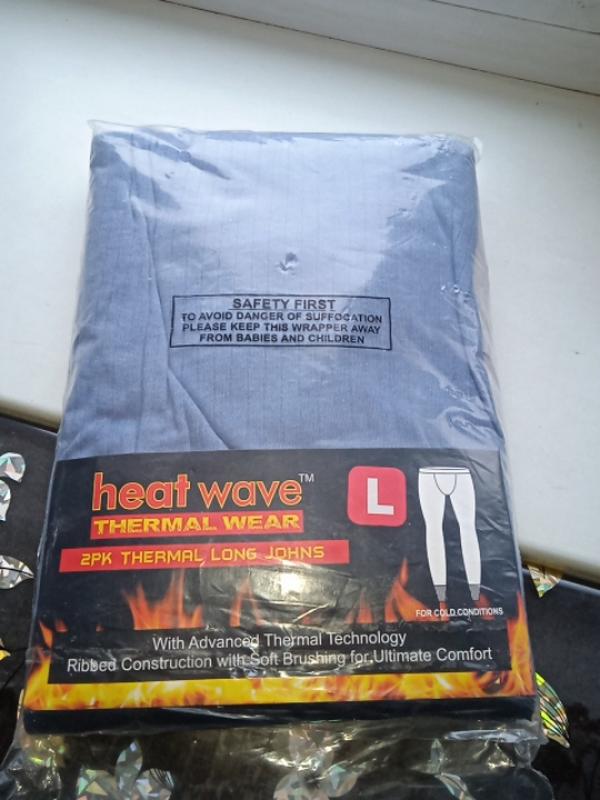 SAFETY FIRST
TO AVOID DANGER OF SUFFOCATION
PLEASE KEEP THIS WRAPPER AWAY
FROM BABIES AND CHILDREN
heat wave™
THERMAL WEAR
L
2PK THERMAL LONG JOHNS
FOR COLD CONDITIONS
With Advanced Thermal Technology
Ribbed Construction with Soft Brushing for Ultimate Comfort